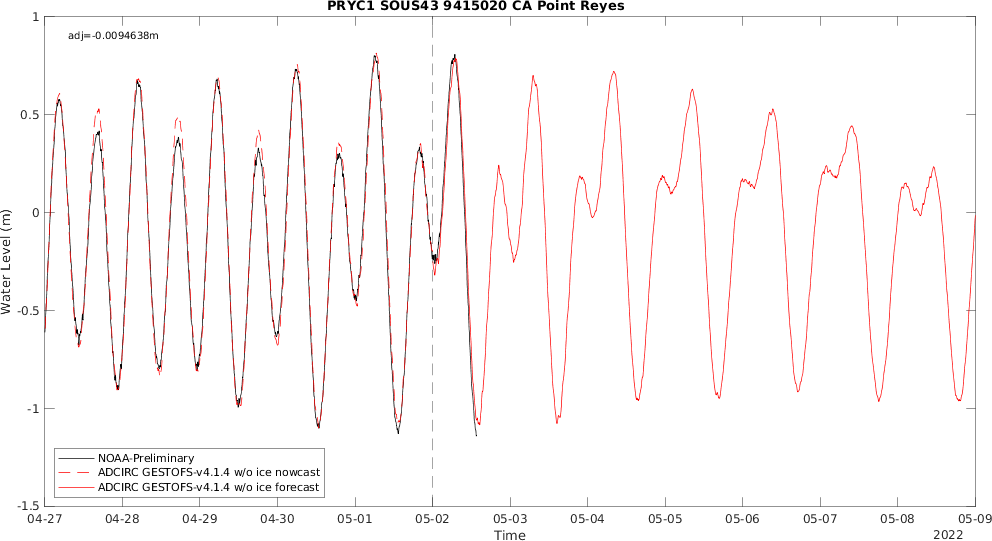 PRYC1 SOUS43 9415020 CA Point Reyes
adj=-0.0094638m
1
0.5
0
-0.5
-1
-1.5
Water Level (m)
NOAA-Preliminary
ADCIRC GESTOFS-v4.1.4 w/o ice nowcast
ADCIRC GESTOFS-v4.1.4 w/o ice forecast
04-27 04-28 04-29 04-30 05-01 05-02 05-03 05-04 05-05 05-06 05-07 05-08 05-09
Time
2022